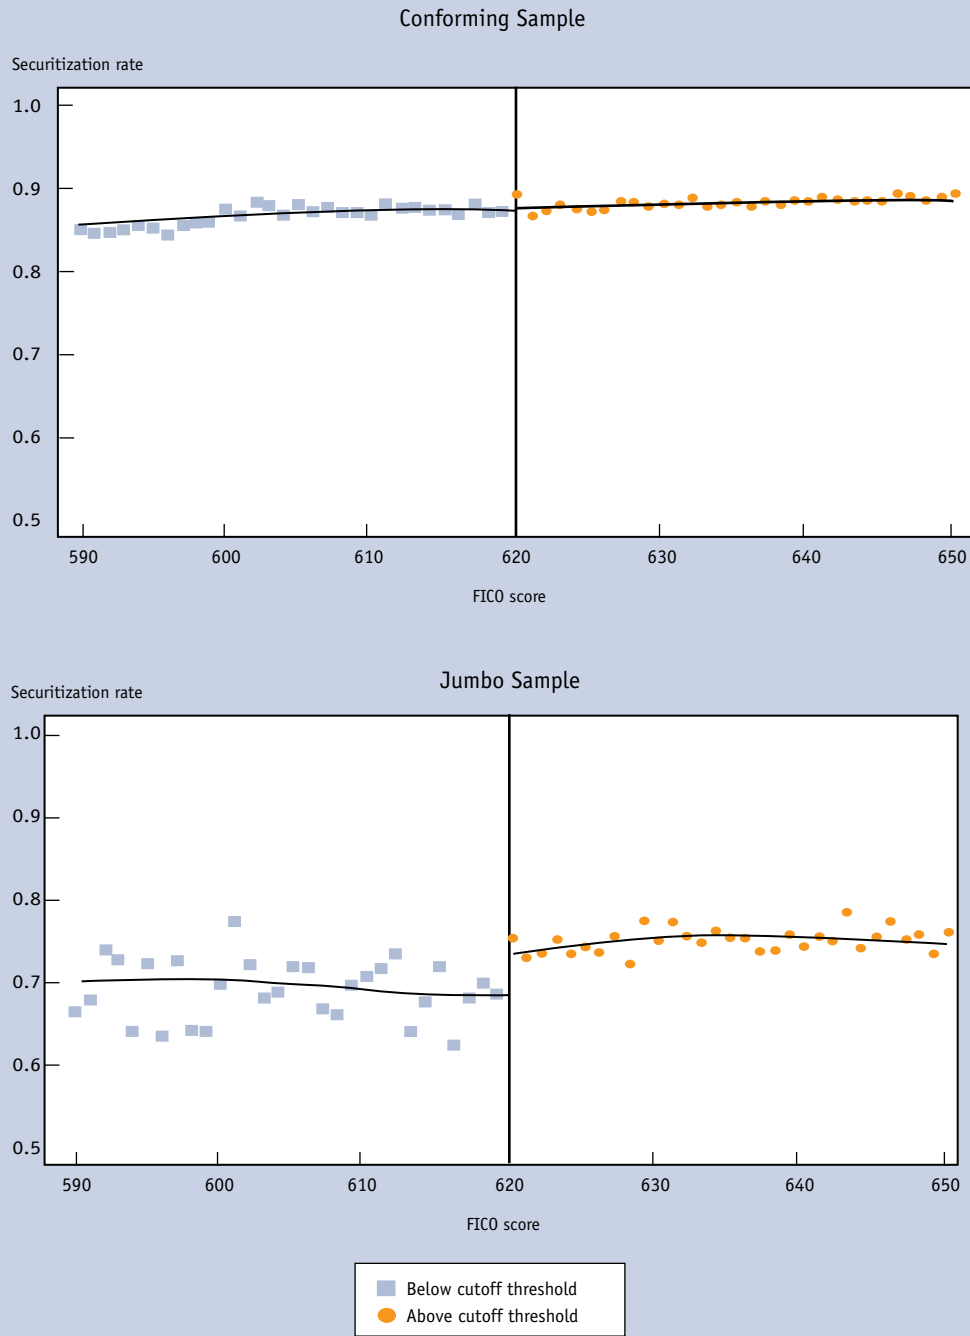 Conforming Sample
Securitization rate
1.0
0.9
0.8
0.7
0.6
0.5
590 600 610 620 630 640 650
FICO score
Jumbo Sample
Securitization rate
1.0
0.9
0.8
0.7
0.6
0.5
590 600 610 620 630 640 650
FICO score
Below cutoff threshold
Above cutoff threshold